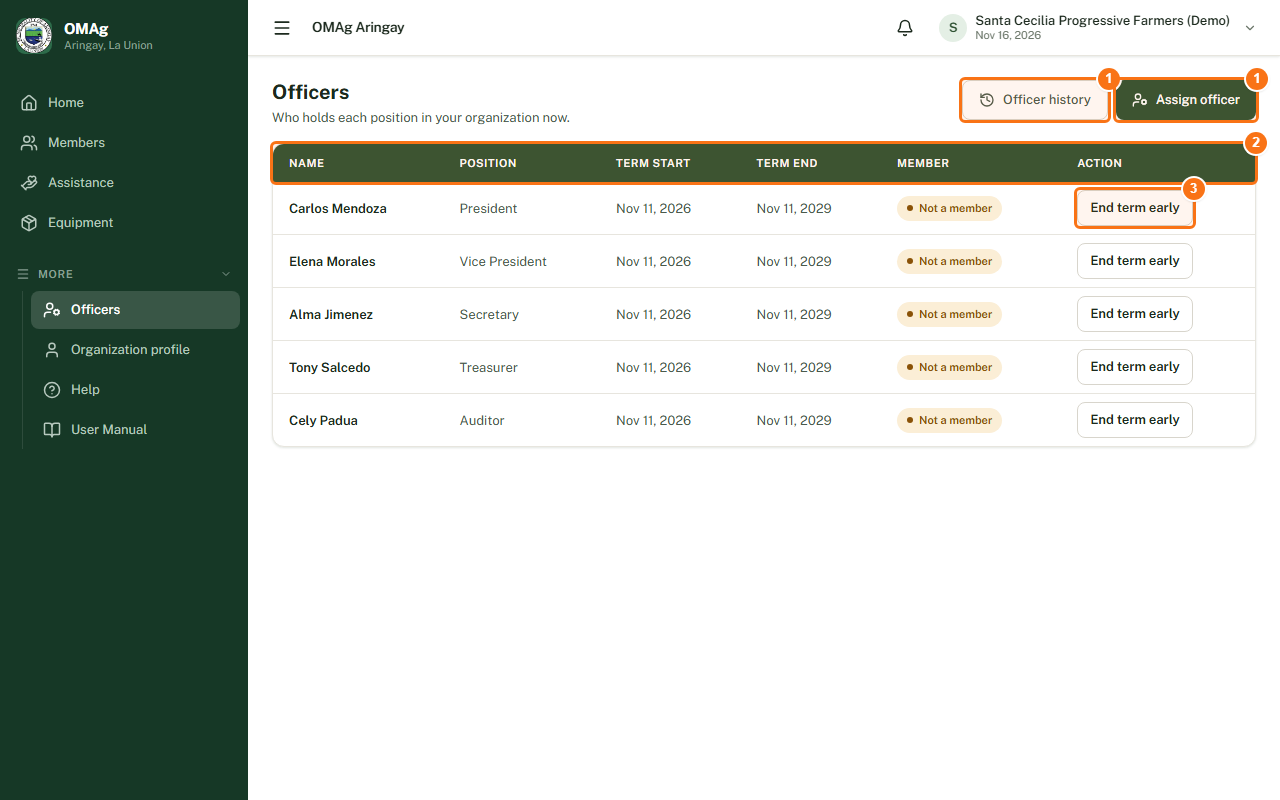 OMAg
Aringay, La Union
Home
Members
Assistance
Equipment
MORE
Officers
Organization profile
Help
User Manual
OMAg Aringay
S
Santa Cecilia Progressive Farmers (Demo)
Nov 16, 2026
Officers
Who holds each position in your organization now.
Officer history 1
Assign officer 1
2
NAME POSITION TERM START TERM END MEMBER ACTION
3
Carlos Mendoza President Nov 11, 2026 Nov 11, 2029 Not a member End term early
Elena Morales Vice President Nov 11, 2026 Nov 11, 2029 Not a member End term early
Alma Jimenez Secretary Nov 11, 2026 Nov 11, 2029 Not a member End term early
Tony Salcedo Treasurer Nov 11, 2026 Nov 11, 2029 Not a member End term early
Cely Padua Auditor Nov 11, 2026 Nov 11, 2029 Not a member End term early